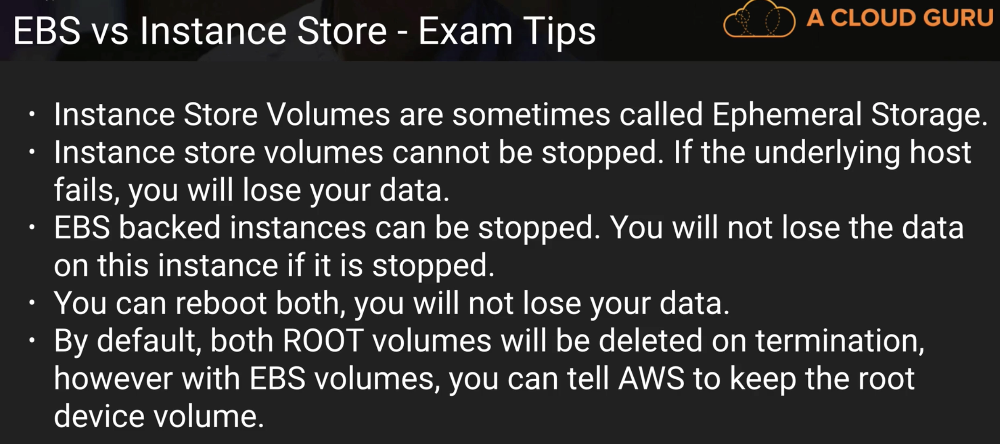 EBS vs Instance Store - Exam Tips
A CLOUD GURU
• Instance Store Volumes are sometimes called Ephemeral Storage.
• Instance store volumes cannot be stopped. If the underlying host
fails, you will lose your data.
• EBS backed instances can be stopped. You will not lose the data
on this instance if it is stopped.
• You can reboot both, you will not lose your data.
• By default, both ROOT volumes will be deleted on termination,
however with EBS volumes, you can tell AWS to keep the root
device volume.